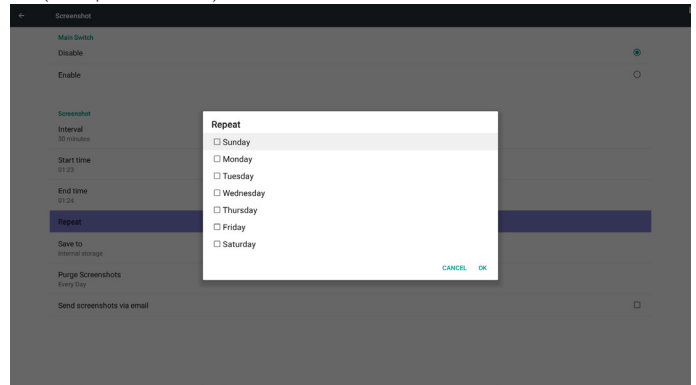 Screenshot
Main Switch
Disable
Enable
Screenshot
Interval
30 minutes
Start time
01:23
End time
01:24
Repeat
Save to
Internal storage
Purge Screenshots
Every Day
Send screenshots via email
Repeat
Sunday
Monday
Tuesday
Wednesday
Thursday
Friday
Saturday
CANCEL OK